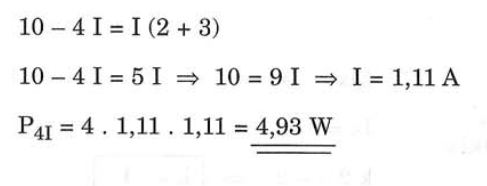 10 – 4 I = I (2 + 3)
10 – 4 I = 5 I ⇒ 10 = 9 I ⇒ I = 1,11 A
P₄I = 4 . 1,11 . 1,11 = 4,93 W